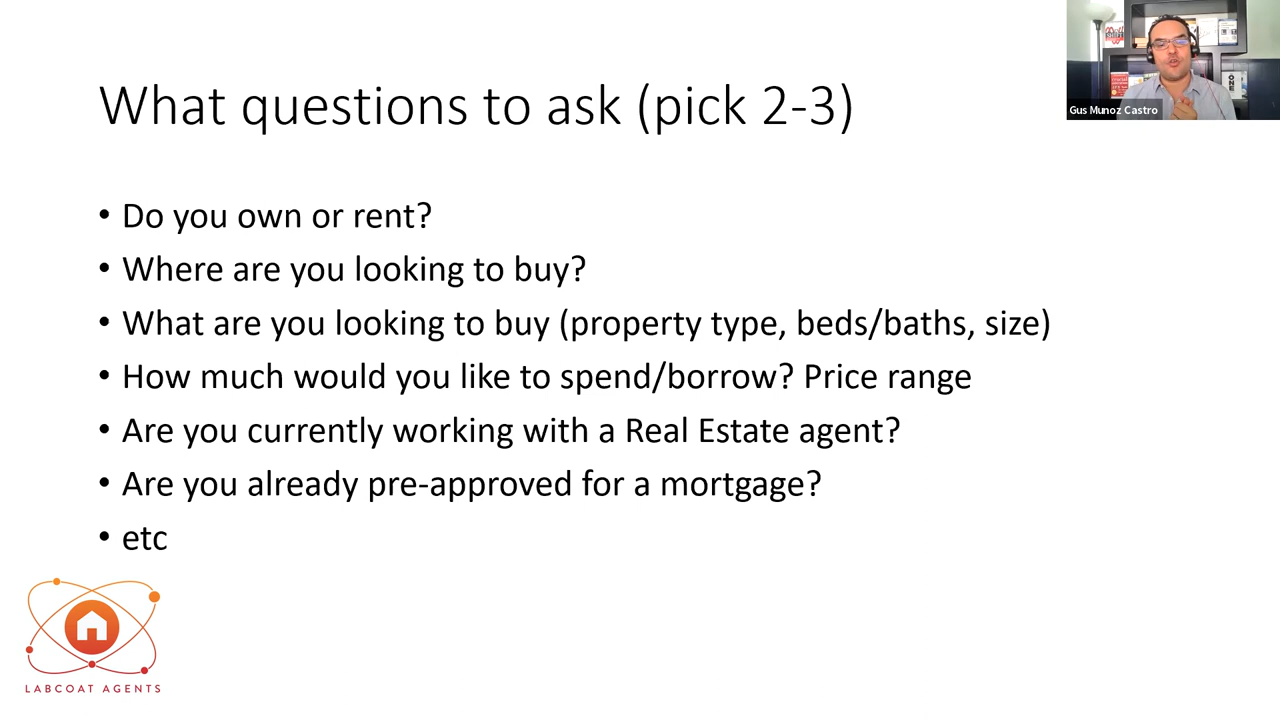 What questions to ask (pick 2-3)
Gus Munoz Castro
• Do you own or rent?
• Where are you looking to buy?
• What are you looking to buy (property type, beds/baths, size)
• How much would you like to spend/borrow? Price range
• Are you currently working with a Real Estate agent?
• Are you already pre-approved for a mortgage?
• etc
LABCOAT AGENTS